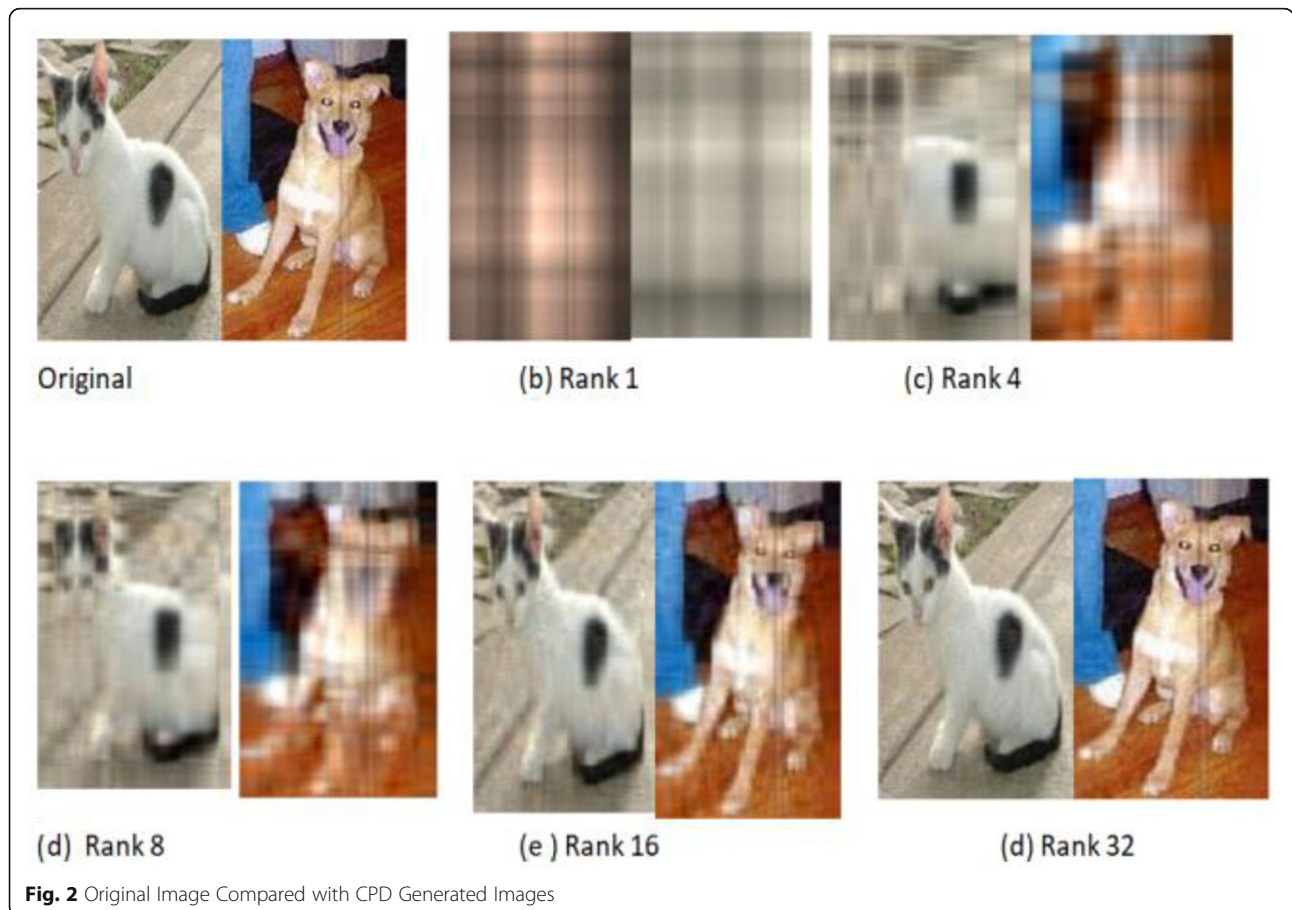 Original
(b) Rank 1
(c) Rank 4
(d) Rank 8
(e ) Rank 16
(d) Rank 32
Fig. 2 Original Image Compared with CPD Generated Images